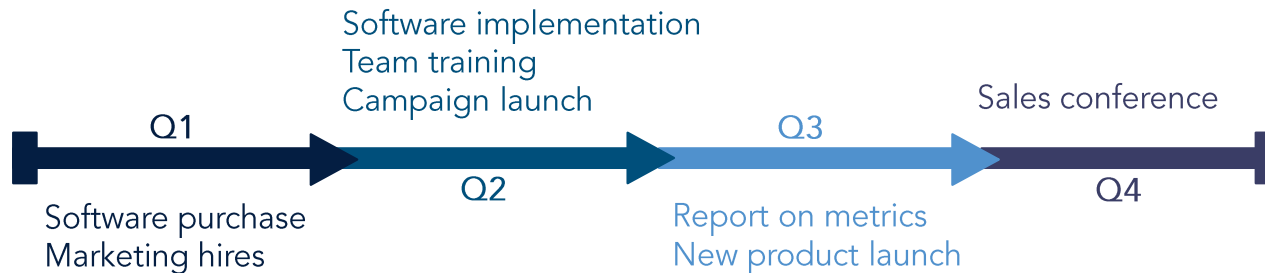 Q1
Software purchase
Marketing hires
Software implementation
Team training
Campaign launch
Q2
Q3
Report on metrics
New product launch
Sales conference
Q4